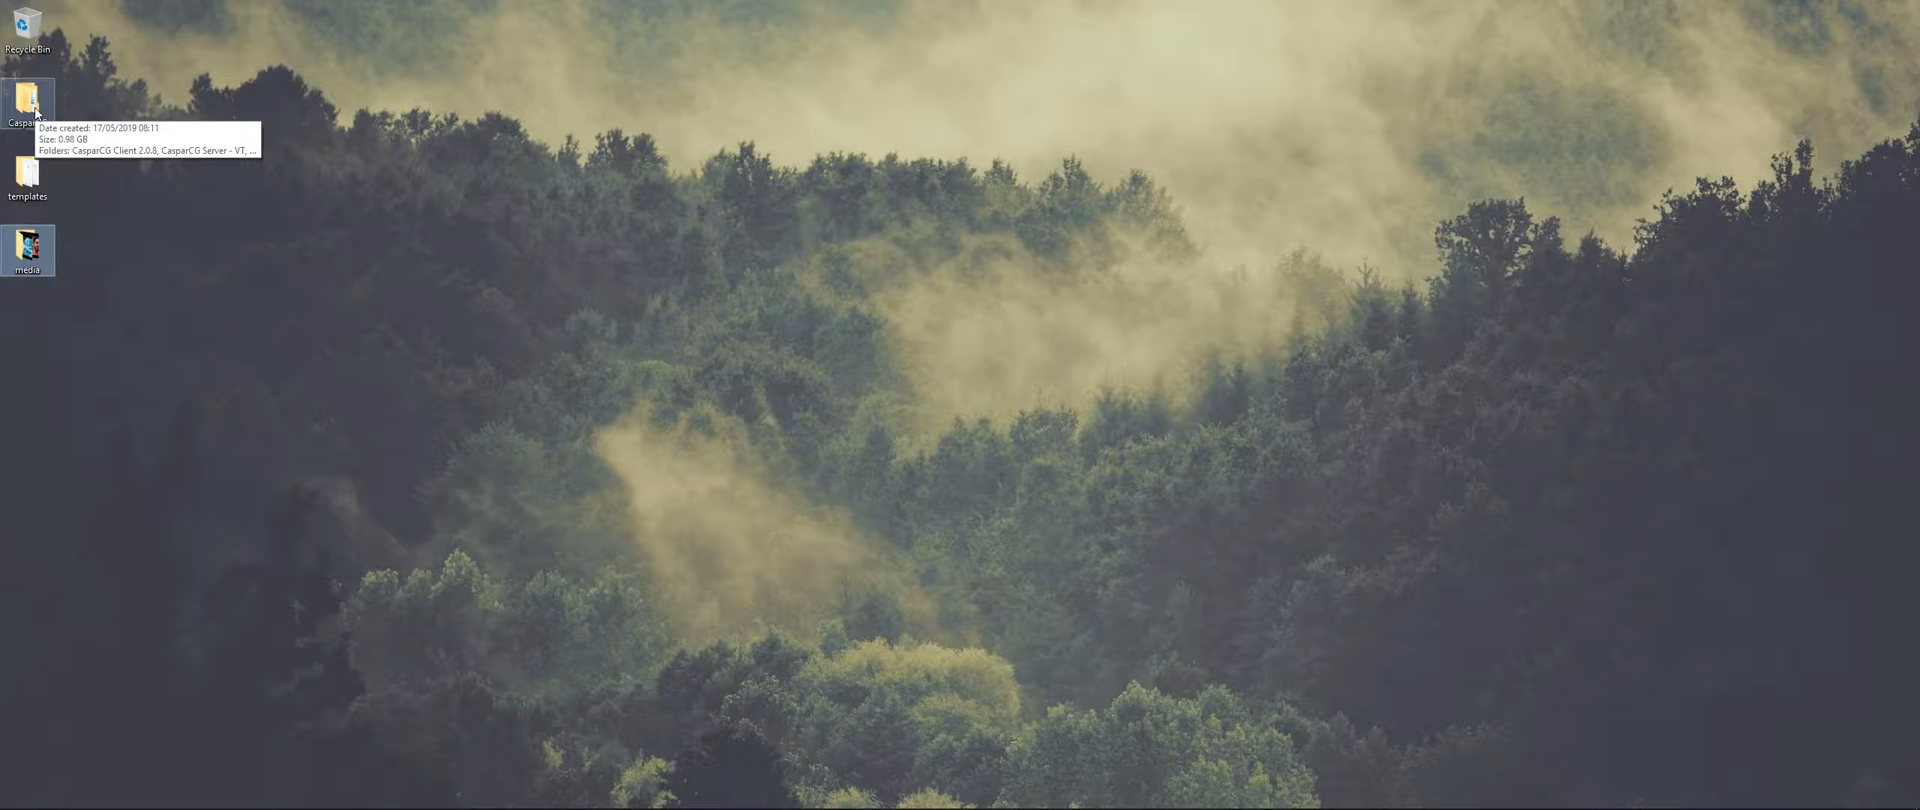 Recycle Bin
Date created: 17/05/2019 08:11
Size: 0.98 GB
Folders: CasparCG Client 2.0.8, CasparCG Server - VT, ...
templates
media